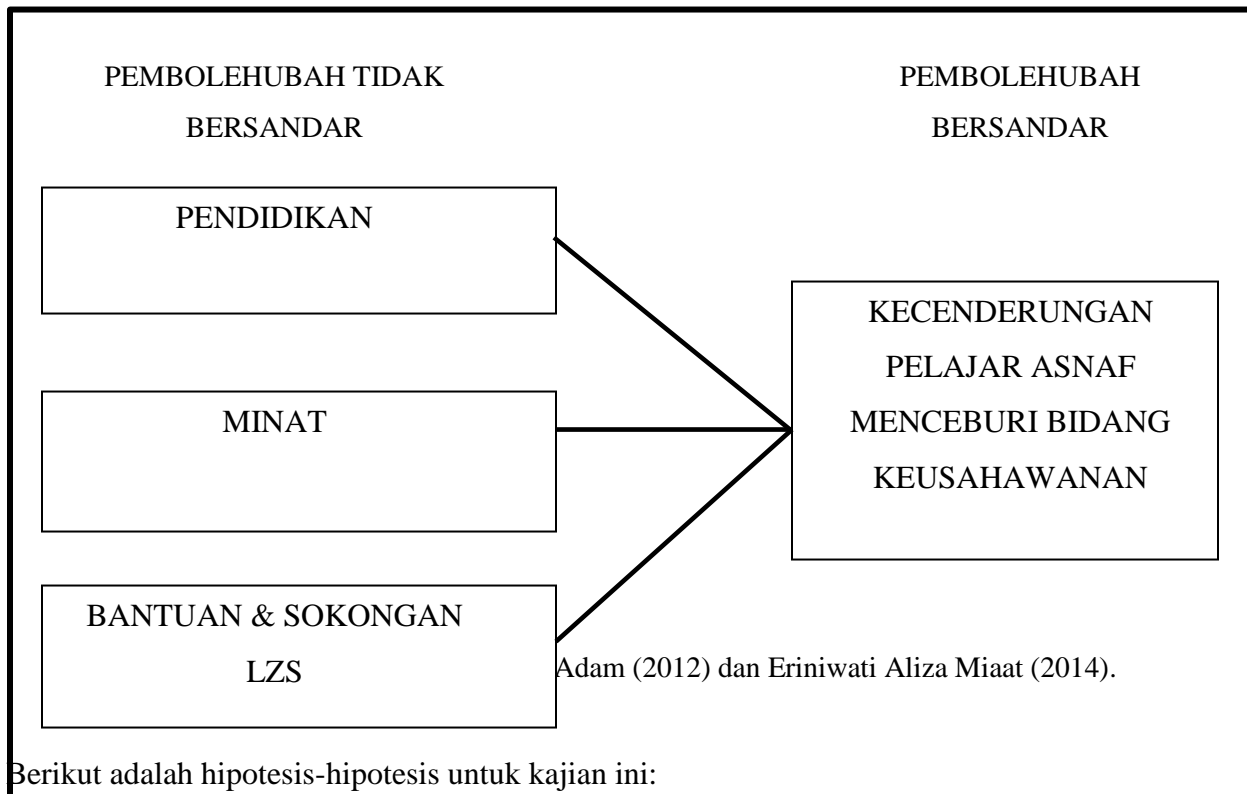 PEMBOLEHUBAH TIDAK
BERSANDAR
PEMBOLEHUBAH
BERSANDAR
PENDIDIKAN
MINAT
BANTUAN & SOKONGAN
LZS
KECENDERUNGAN
PELAJAR ASNAF
MENCEBURI BIDANG
KEUSAHAWANAN
Adam (2012) dan Eriniwati Aliza Miaat (2014).
Berikut adalah hipotesis-hipotesis untuk kajian ini: